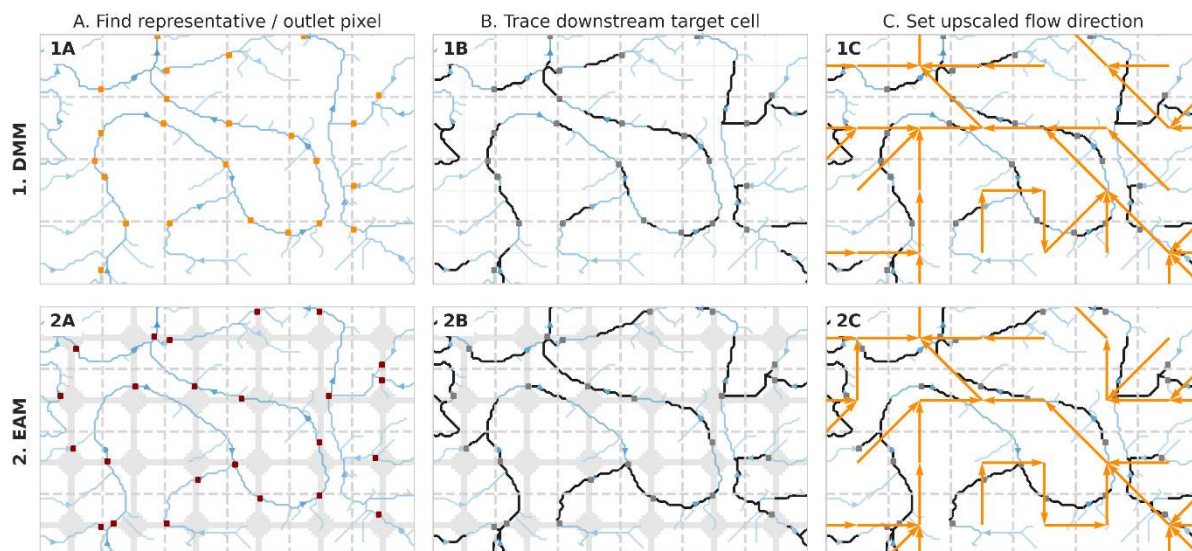 A. Find representative / outlet pixel
B. Trace downstream target cell
C. Set upscaled flow direction
1. DMM
1A
1B
1C
2. EAM
2A
2B
2C